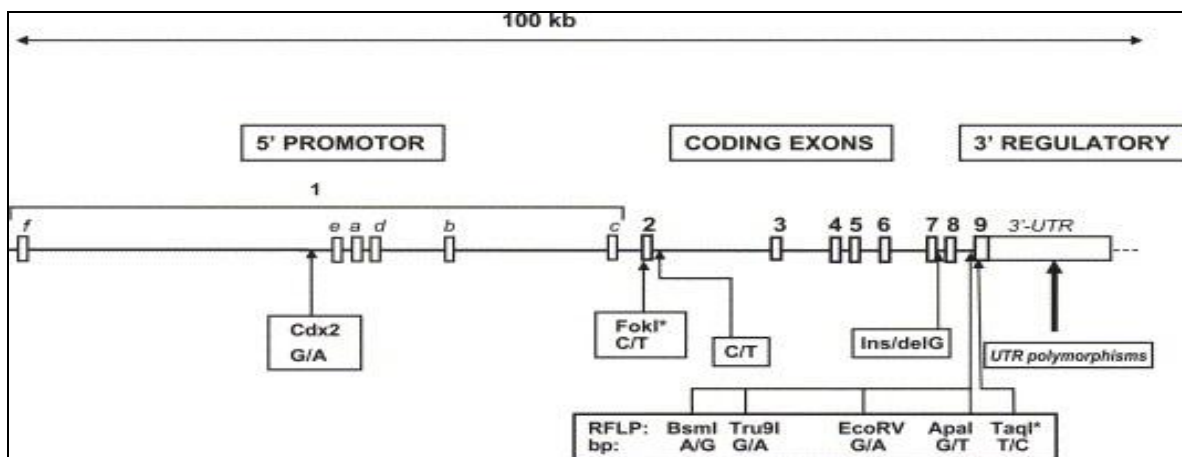 100 kb
5' PROMOTOR CODING EXONS 3' REGULATORY
1
f e a d b c 2 3 4 5 6 7 8 9 3'-UTR
Cdx2
G/A
FokI*
C/T
C/T
Ins/delG
UTR polymorphisms
RFLP: BsmI Tru9I EcoRV ApaI TaqI*
bp: A/G G/A G/A G/T T/C